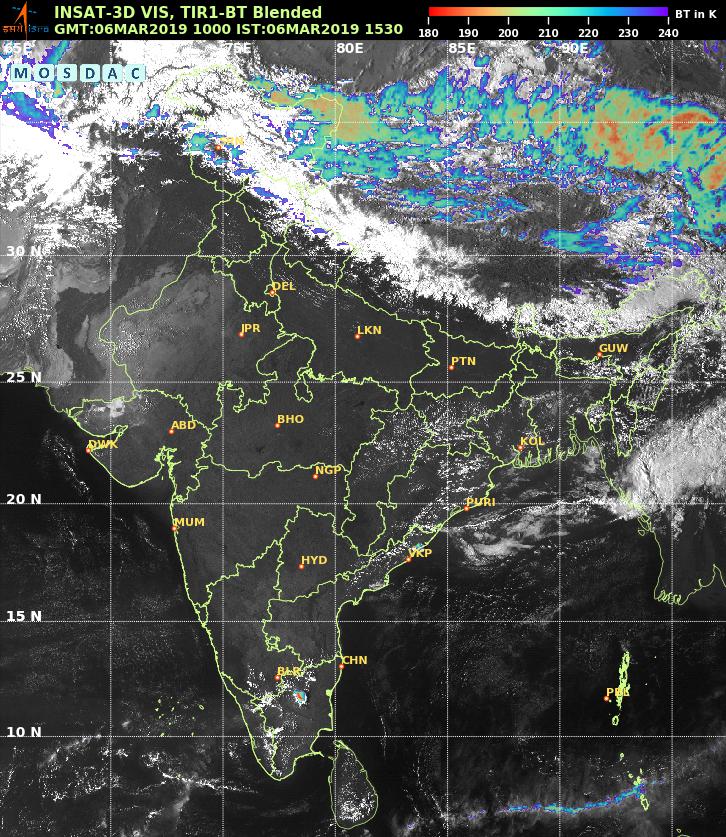 INSAT-3D VIS, TIR1-BT Blended
GMT:06MAR2019 1000 IST:06MAR2019 1530
BT in K
180 190 200 210 220 230 240
65E 75E 80E 85E 90E
MOSDAC
30 N
DEL
JPR LKN
GUW
PTN
25 N
ABD BHO
DWK KOL
NGP
20 N PURI
MUM
VKP
HYD
15 N
CHN
BLR
PBL
10 N